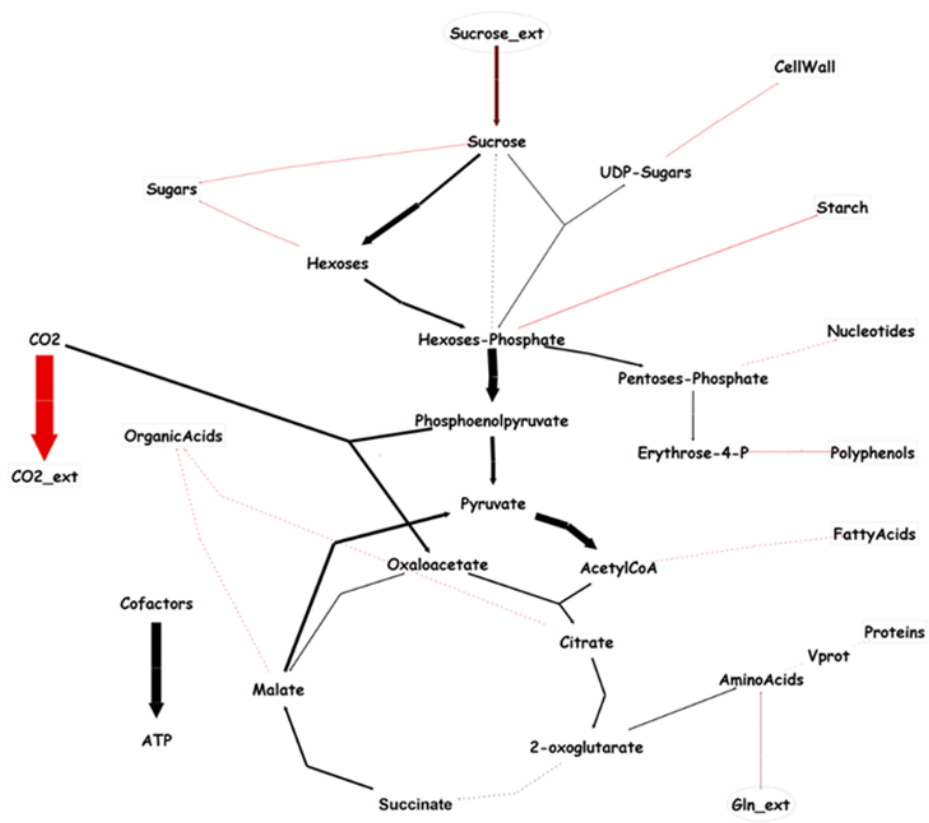 Sucrose_ext
CellWall
Sucrose
UDP-Sugars
Sugars
Starch
Hexoses
Nucleotides
CO2
Hexoses-Phosphate
Pentoses-Phosphate
Phosphoenolpyruvate
OrganicAcids
Erythrose-4-P
Polyphenols
CO2_ext
Pyruvate
FattyAcids
Oxaloacetate
AcetylCoA
Cofactors
Proteins
Citrate
Vprot
AminoAcids
Malate
ATP
2-oxoglutarate
Succinate
Gln_ext